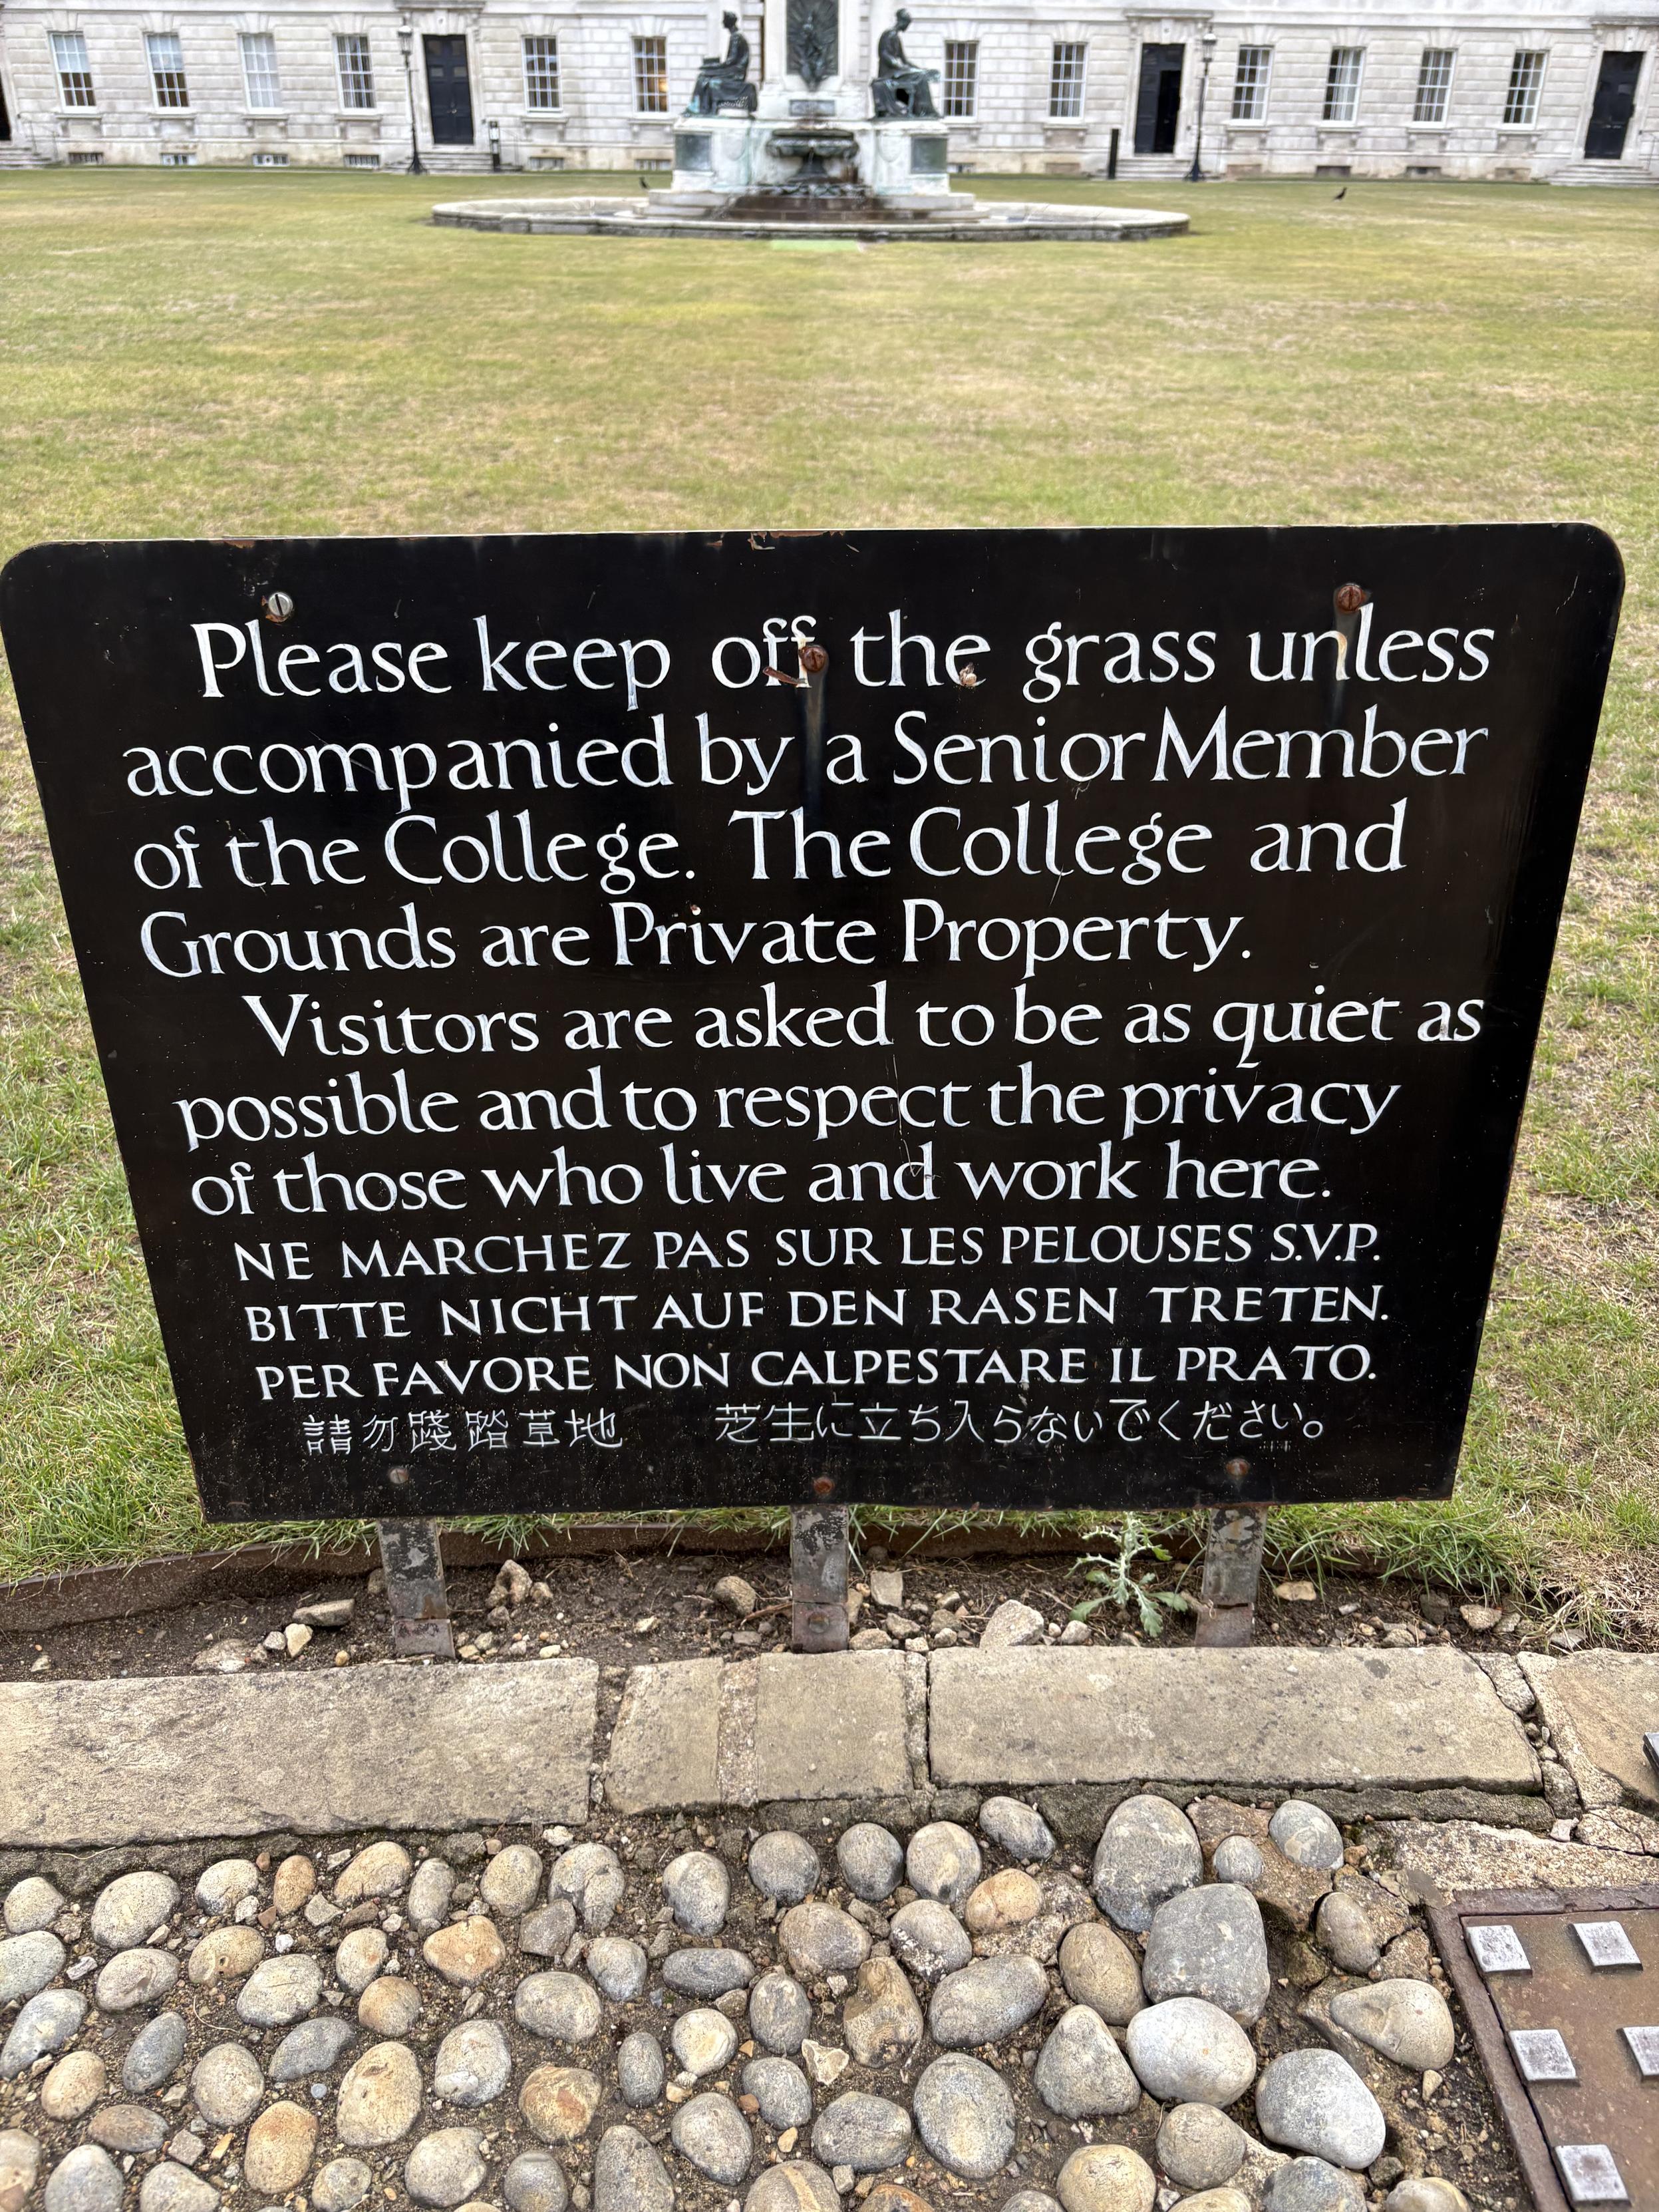 Please keep off the grass unless
accompanied by a Senior Member
of the College. The College and
Grounds are Private Property.
Visitors are asked to be as quiet as
possible and to respect the privacy
of those who live and work here.
NE MARCHEZ PAS SUR LES PELOUSES S.V.P.
BITTE NICHT AUF DEN RASEN TRETEN.
PER FAVORE NON CALPESTARE IL PRATO.
請勿踐踏草地 芝生に立ち入らないでください。